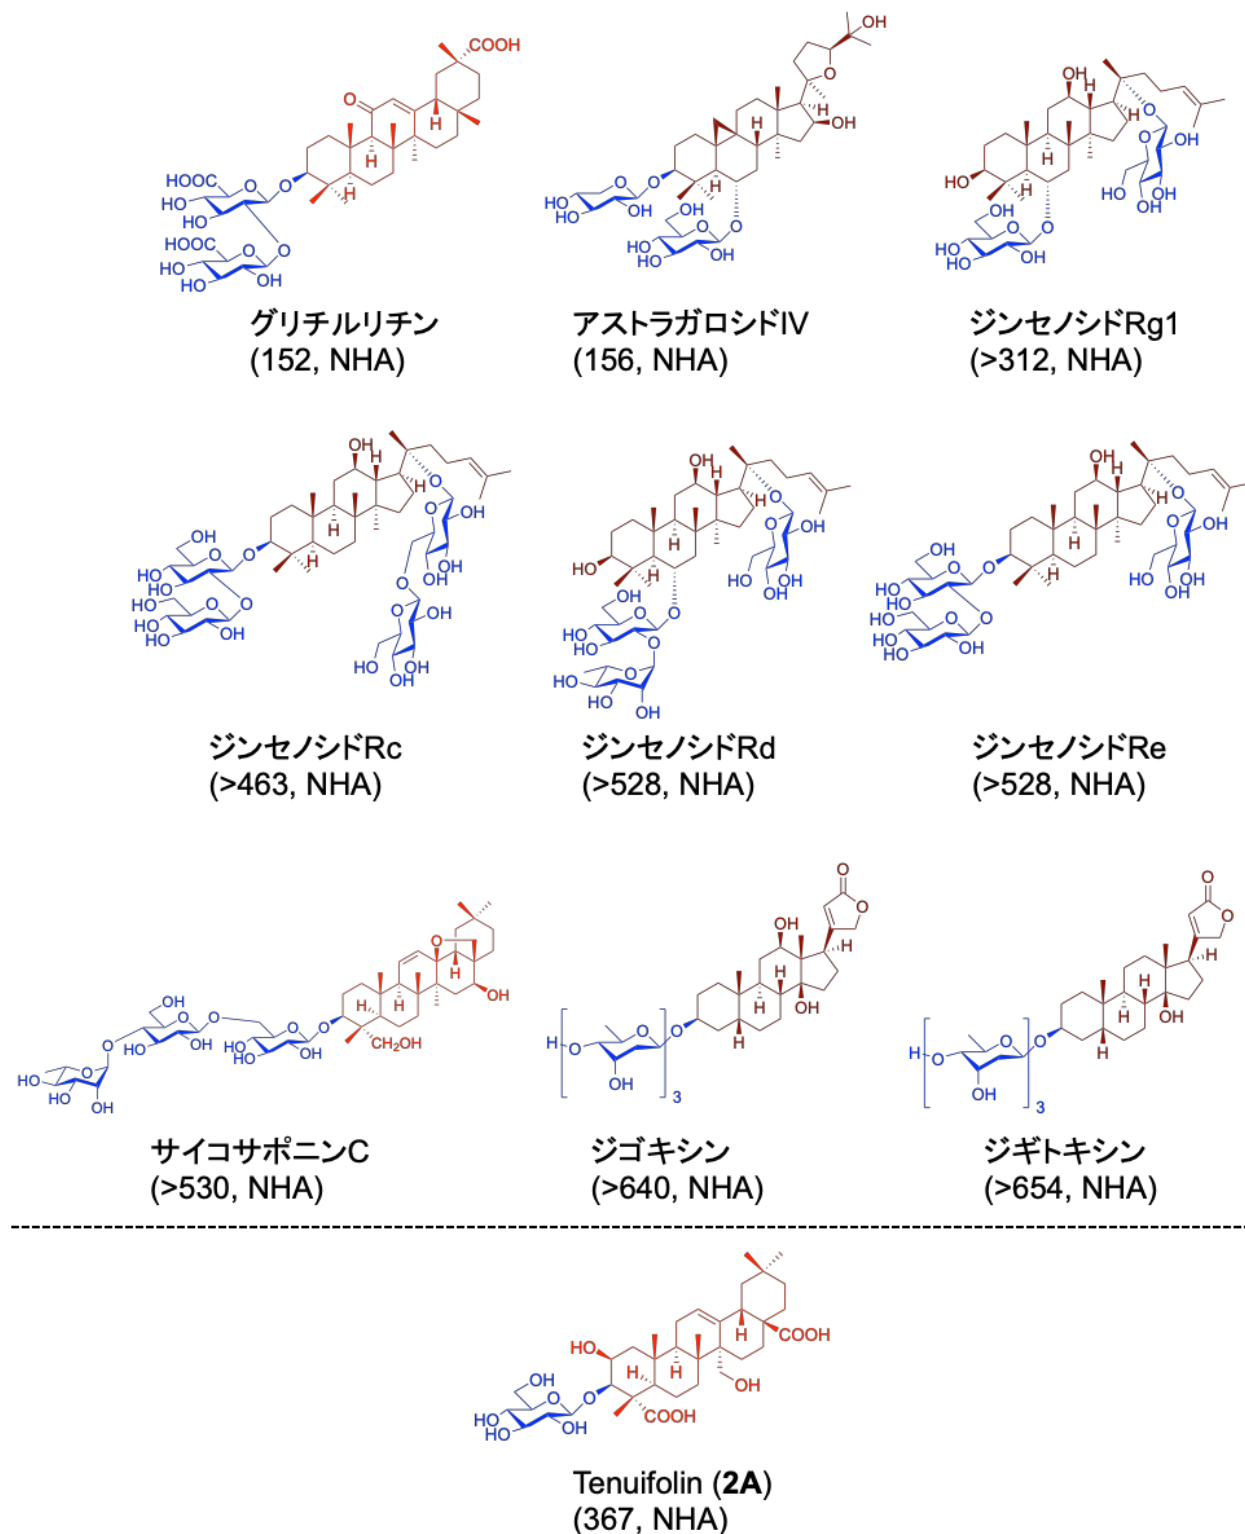 グリチルリチン
(152, NHA)
アストラガロシドIV
(156, NHA)
ジンセノシドRg1
(>312, NHA)
ジンセノシドRc
(>463, NHA)
ジンセノシドRd
(>528, NHA)
ジンセノシドRe
(>528, NHA)
サイコサポニンC
(>530, NHA)
ジゴキシン
(>640, NHA)
ジギトキシン
(>654, NHA)
Tenuifolin (2A)
(367, NHA)